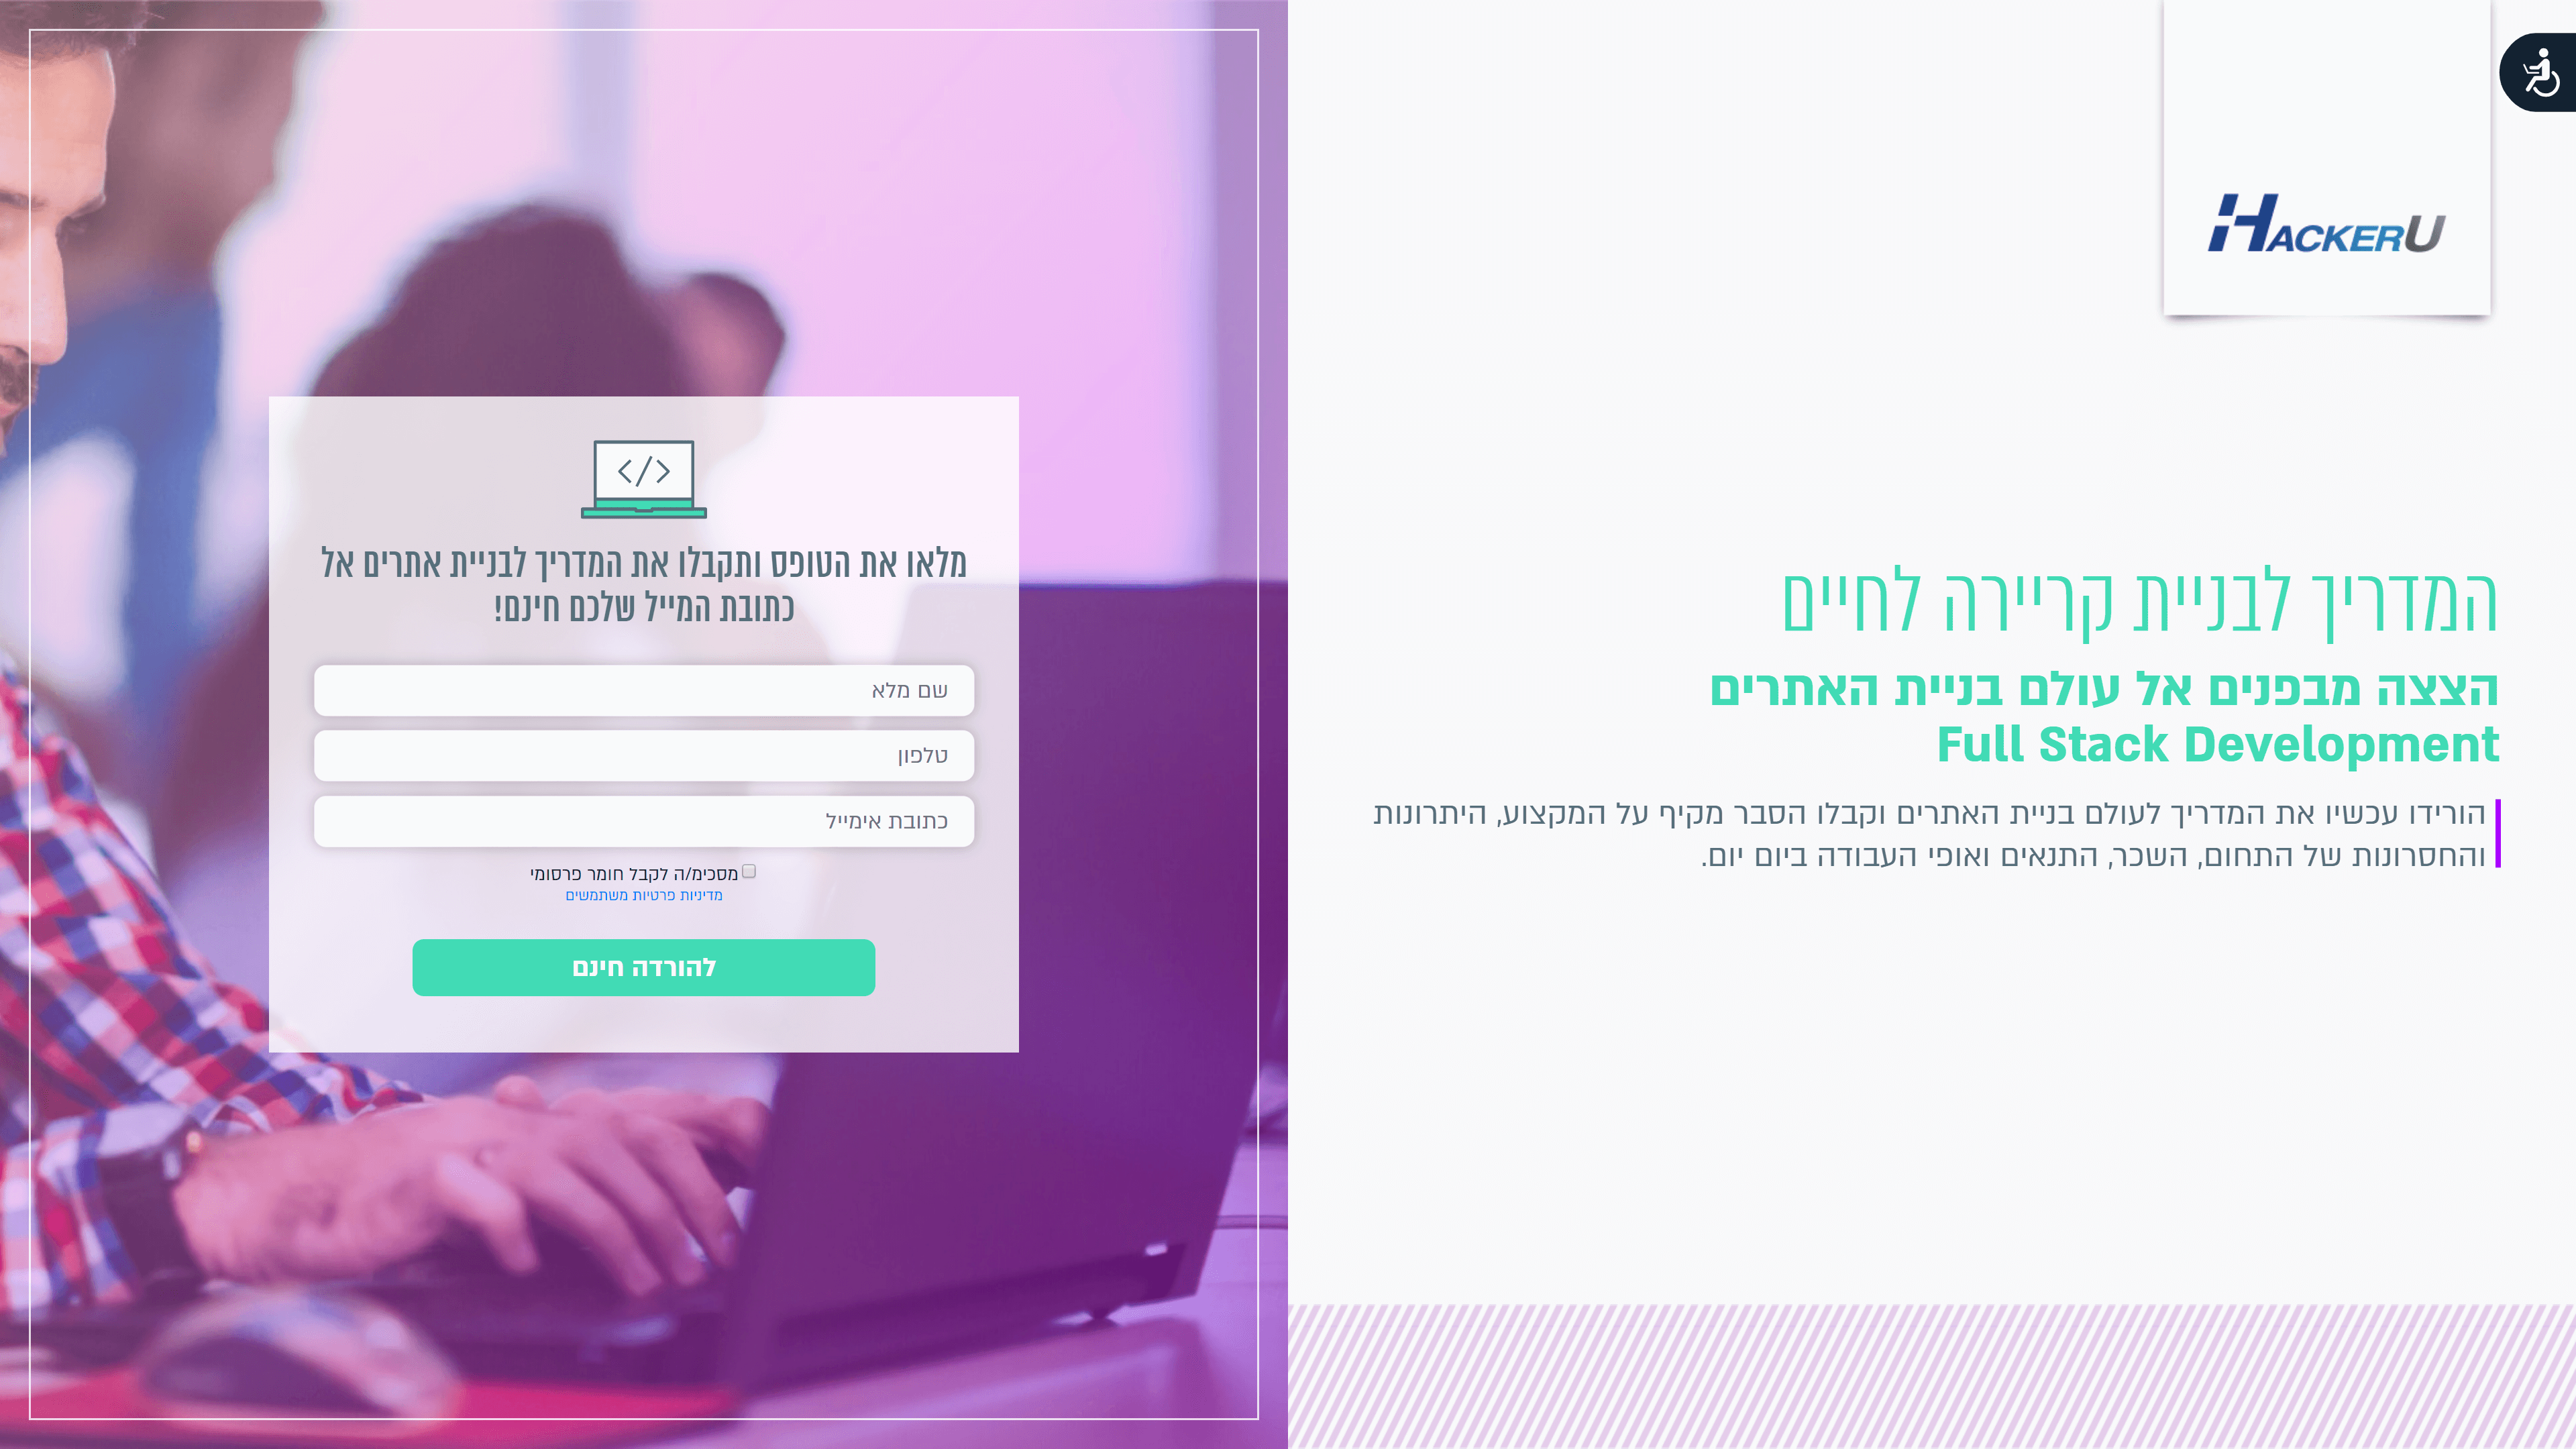 HACKERU
המדריך לבניית קריירה לחיים
הצצה מבפנים אל עולם בניית האתרים
Full Stack Development
הורידו עכשיו את המדריך לעולם בניית האתרים וקבלו הסבר מקיף על המקצוע, היתרונות
והחסרונות של התחום, השכר, התנאים ואופי העבודה ביום יום.
</>
מלאו את הטופס ותקבלו את המדריך לבניית אתרים אל
כתובת המייל שלכם חינם!
שם מלא
טלפון
כתובת אימייל
מסכימ/ה לקבל חומר פרסומי
מדיניות פרטיות משתמשים
להורדה חינם